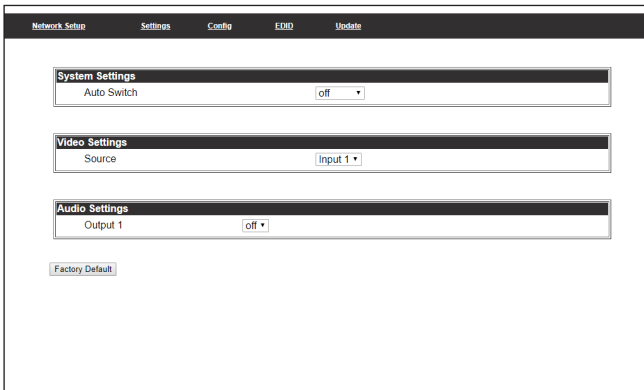 Network Setup Settings Config EDID Update
System Settings
Auto Switch off
Video Settings
Source Input 1
Audio Settings
Output 1 off
Factory Default